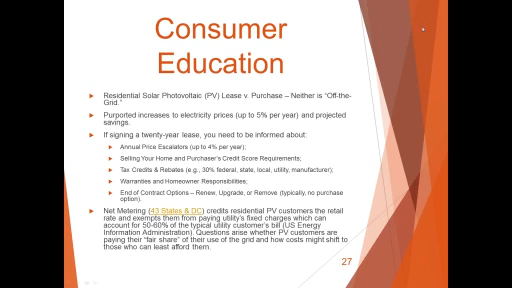 Consumer
Education
Residential Solar Photovoltaic (PV) Lease v. Purchase – Neither is “Off-the-
Grid.”
Purported increases to electricity prices (up to 5% per year) and projected
savings.
If signing a twenty-year lease, you need to be informed about:
Annual Price Escalators (up to 4% per year);
Selling Your Home and Purchaser’s Credit Score Requirements;
Tax Credits & Rebates (e.g., 30% federal, state, local, utility, manufacturer);
Warranties and Homeowner Responsibilities;
End of Contract Options – Renew, Upgrade, or Remove (typically, no purchase
option).
Net Metering (43 States & DC) credits residential PV customers the retail
rate and exempts them from paying utility’s fixed charges which can
account for 50-60% of the typical utility customer’s bill (US Energy
Information Administration). Questions arise whether PV customers are
paying their “fair share” of their use of the grid and how costs might shift to
those who can least afford them.
27